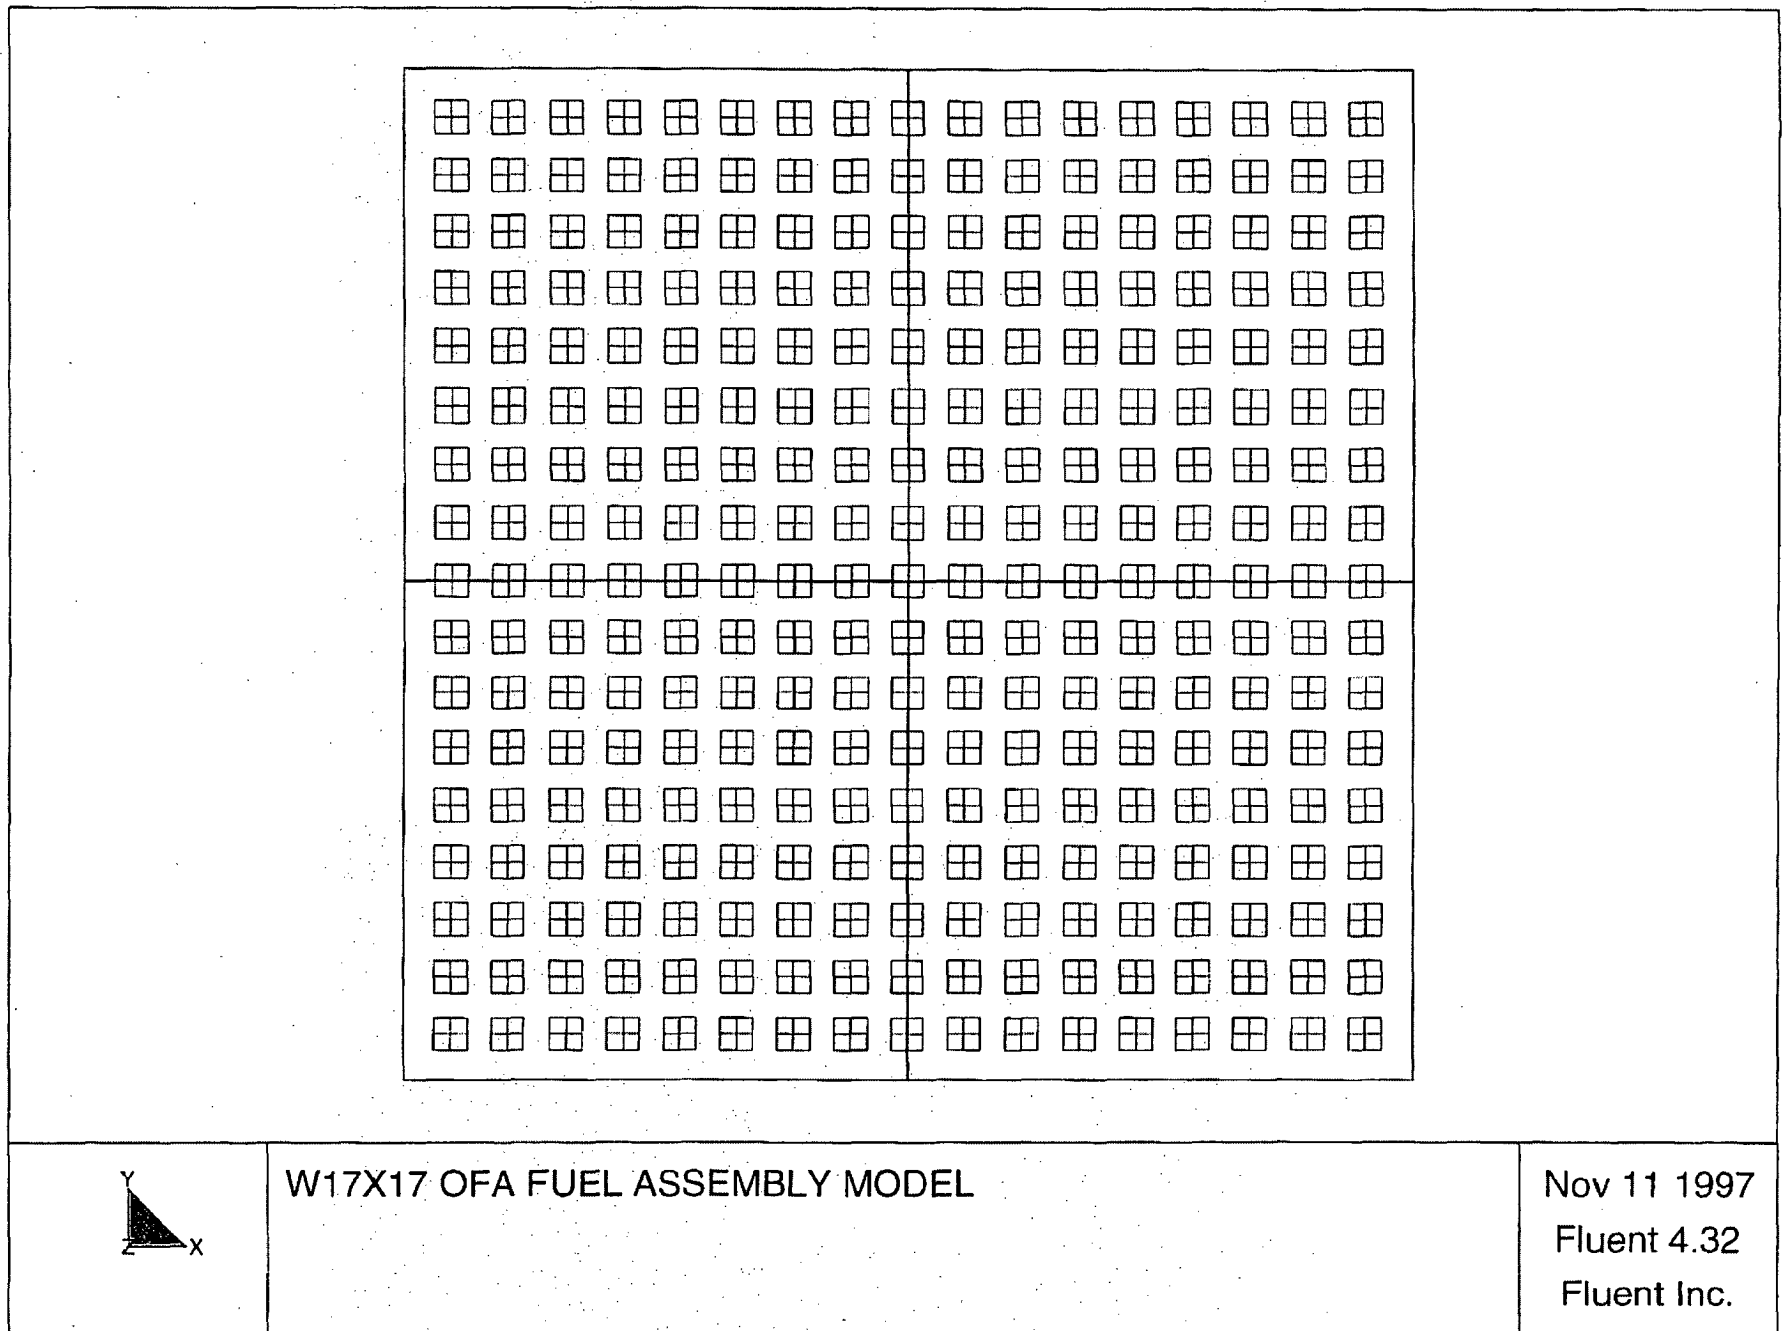 Y
Z
X
W17X17 OFA FUEL ASSEMBLY MODEL
Nov 11 1997
Fluent 4.32
Fluent Inc.